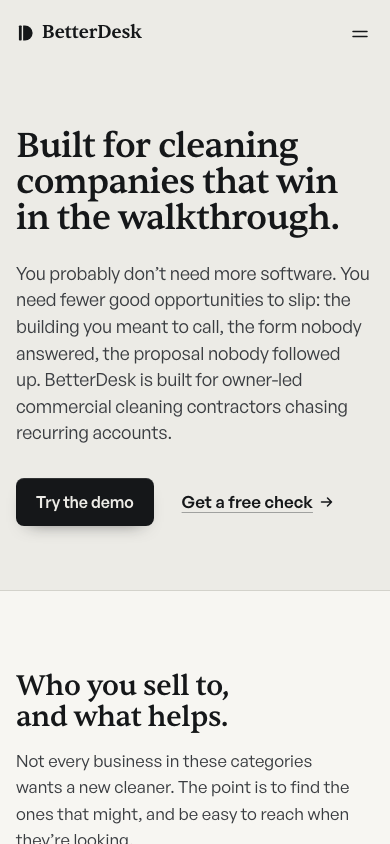 BetterDesk
Built for cleaning
companies that win
in the walkthrough.
You probably don’t need more software. You
need fewer good opportunities to slip: the
building you meant to call, the form nobody
answered, the proposal nobody followed
up. BetterDesk is built for owner-led
commercial cleaning contractors chasing
recurring accounts.
Try the demo
Get a free check →
Who you sell to,
and what helps.
Not every business in these categories
wants a new cleaner. The point is to find the
ones that might, and be easy to reach when
they’re looking